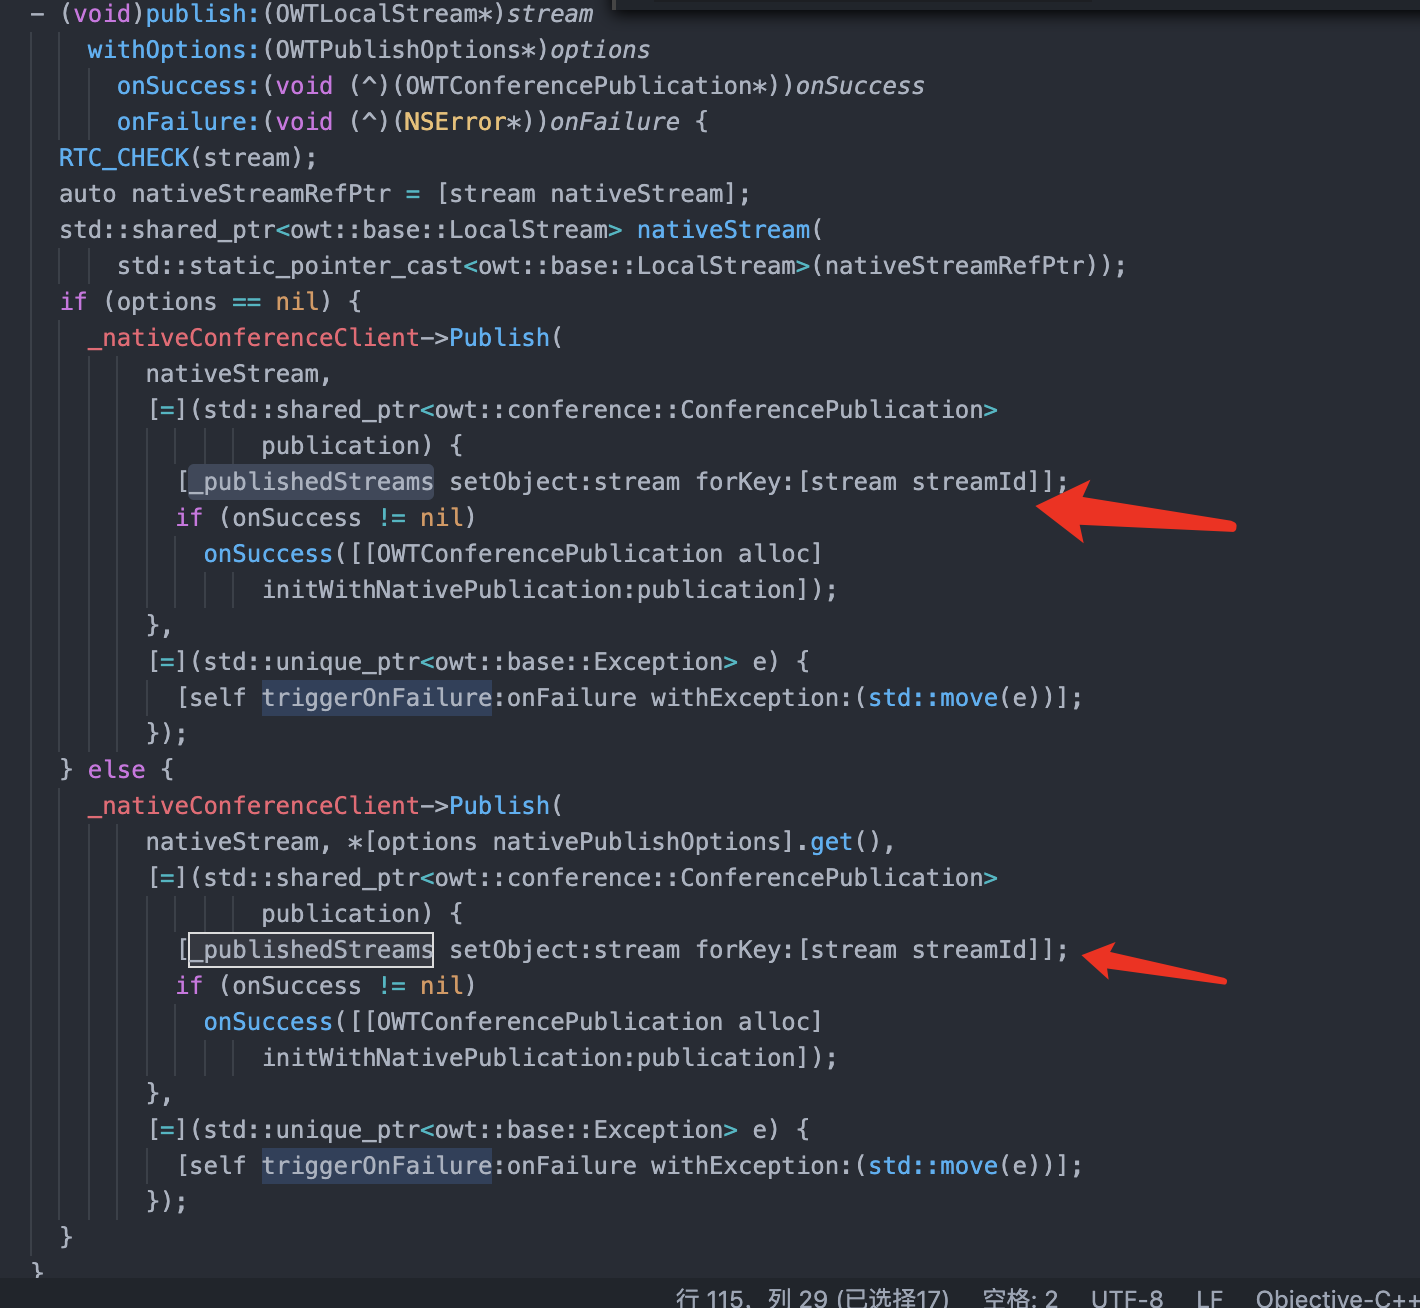 - (void)publish:(OWTLocalStream*)stream
withOptions:(OWTPublishOptions*)options
onSuccess:(void (^)(OWTConferencePublication*))onSuccess
onFailure:(void (^)(NSError*))onFailure {
RTC_CHECK(stream);
auto nativeStreamRefPtr = [stream nativeStream];
std::shared_ptr<owt::base::LocalStream> nativeStream(
std::static_pointer_cast<owt::base::LocalStream>(nativeStreamRefPtr));
if (options == nil) {
_nativeConferenceClient->Publish(
nativeStream,
[=](std::shared_ptr<owt::conference::ConferencePublication>
publication) {
[_publishedStreams setObject:stream forKey:[stream streamId]];
if (onSuccess != nil)
onSuccess([[OWTConferencePublication alloc]
initWithNativePublication:publication]);
},
[=](std::unique_ptr<owt::base::Exception> e) {
[self triggerOnFailure:onFailure withException:(std::move(e))];
});
} else {
_nativeConferenceClient->Publish(
nativeStream, *[options nativePublishOptions].get(),
[=](std::shared_ptr<owt::conference::ConferencePublication>
publication) {
[_publishedStreams setObject:stream forKey:[stream streamId]];
if (onSuccess != nil)
onSuccess([[OWTConferencePublication alloc]
initWithNativePublication:publication]);
},
[=](std::unique_ptr<owt::base::Exception> e) {
[self triggerOnFailure:onFailure withException:(std::move(e))];
});
}
}
行 115，列 29 (已选择17) 空格: 2 UTF-8 LF Objective-C++